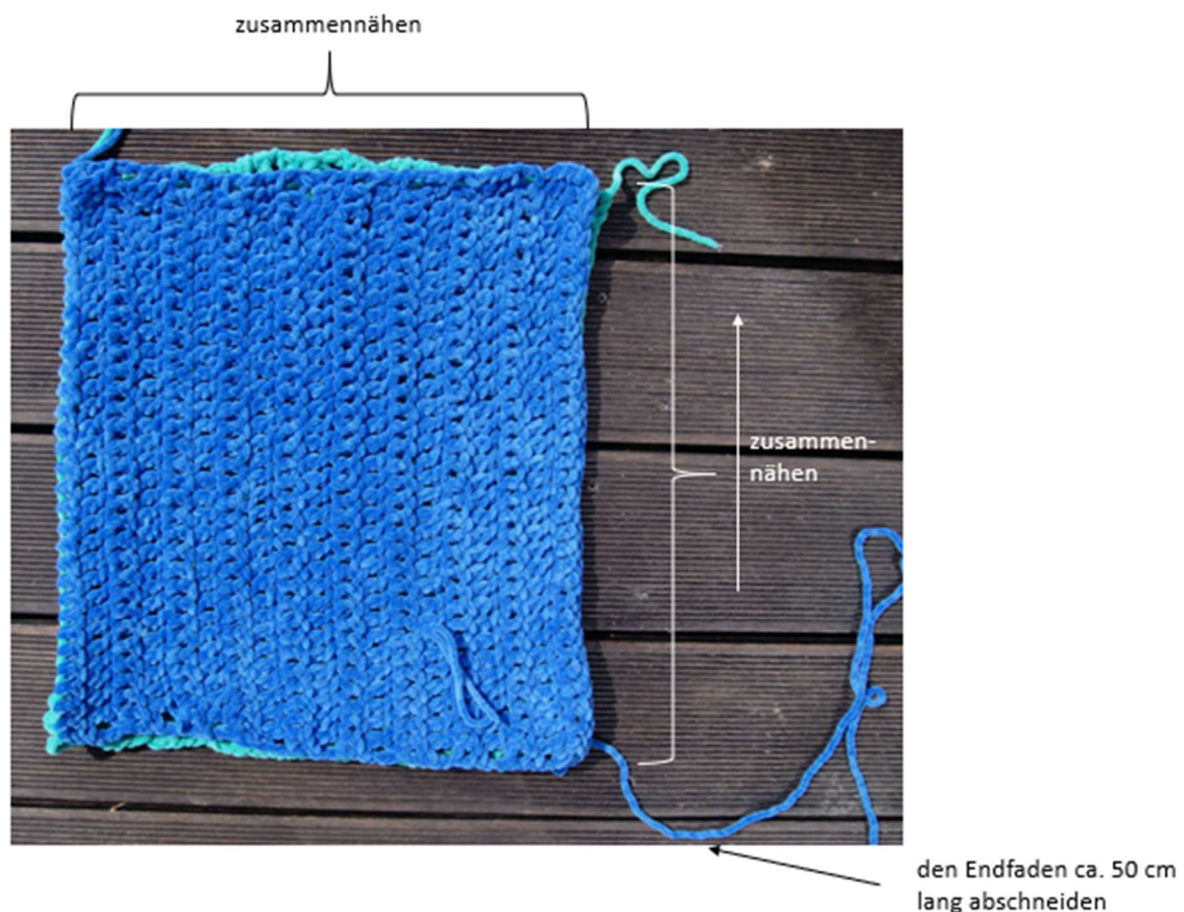 zusammennähen
zusammen-
nähen
den Endfaden ca. 50 cm
lang abschneiden